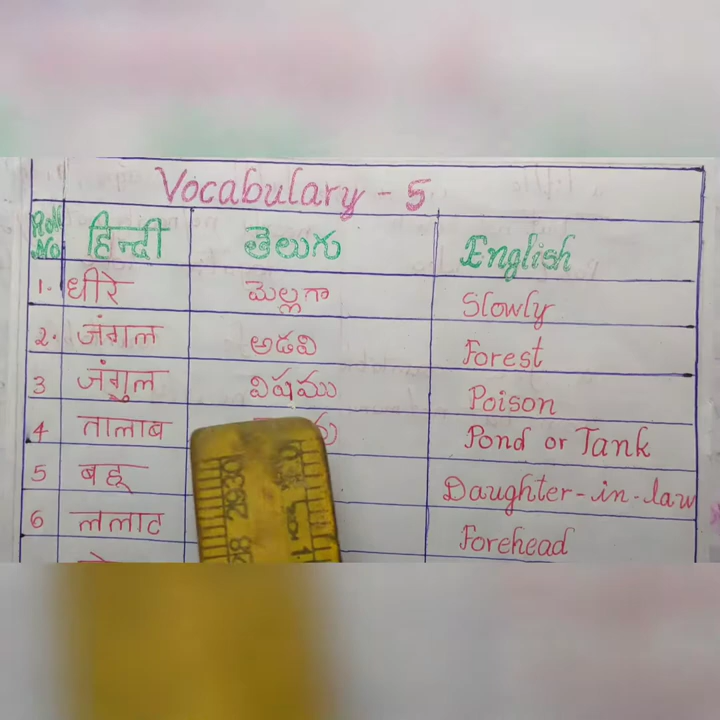 Vocabulary - 5
Roll No. हिन्दी తెలుగు English
1. धीरे మెల్లగా Slowly
2. जंगल అడవి Forest
3 जंगुल విషము Poison
4 तालाब Pond or Tank
5 बहू Daughter-in-law
6 ललाट Forehead